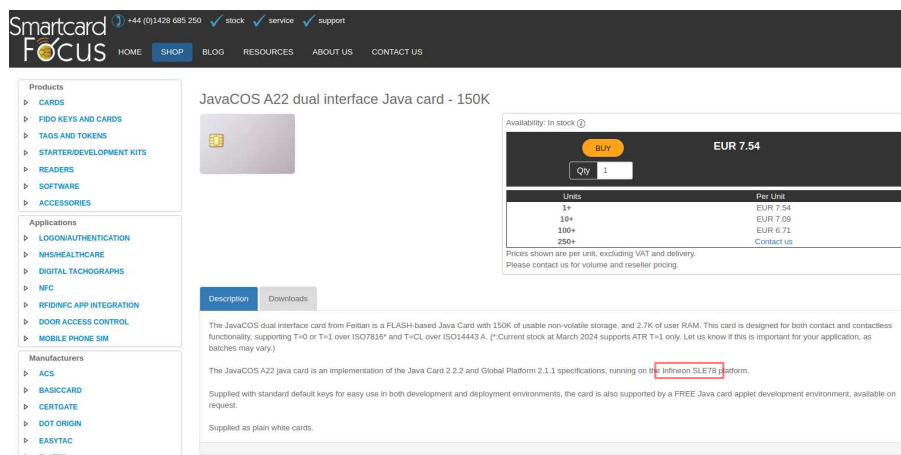 Smartcard Focus
+44 (0)1428 685 250 stock service support
HOME SHOP BLOG RESOURCES ABOUT US CONTACT US
Products
CARDS
FIDO KEYS AND CARDS
TAGS AND TOKENS
STARTER/DEVELOPMENT KITS
READERS
SOFTWARE
ACCESSORIES
Applications
LOGON/AUTHENTICATION
NHS/HEALTHCARE
DIGITAL TACHOGRAPHS
NFC
RFID/NFC APP INTEGRATION
DOOR ACCESS CONTROL
MOBILE PHONE SIM
Manufacturers
ACS
BASICCARD
CERTGATE
DOT ORIGIN
EASYTAC
JavaCOS A22 dual interface Java card - 150K
Availability: In stock
BUY EUR 7.54
Qty 1
Units Per Unit
1+ EUR 7.54
10+ EUR 7.09
100+ EUR 6.71
250+ Contact us
Prices shown are per unit, excluding VAT and delivery.
Please contact us for volume and reseller pricing.
Description Downloads
The JavaCOS dual interface card from Feitian is a FLASH-based Java Card with 150K of usable non-volatile storage, and 2.7K of user RAM. This card is designed for both contact and contactless
functionality, supporting T=0 or T=1 over ISO7816* and T=CL over ISO14443 A. (*:Current stock at March 2024 supports ATR T=1 only. Let us know if this is important for your application, as
batches may vary.)
The JavaCOS A22 java card is an implementation of the Java Card 2.2.2 and Global Platform 2.1.1 specifications, running on the Infineon SLE78 platform.
Supplied with standard default keys for easy use in both development and deployment environments, the card is also supported by a FREE Java card applet development environment, available on
request.
Supplied as plain white cards.